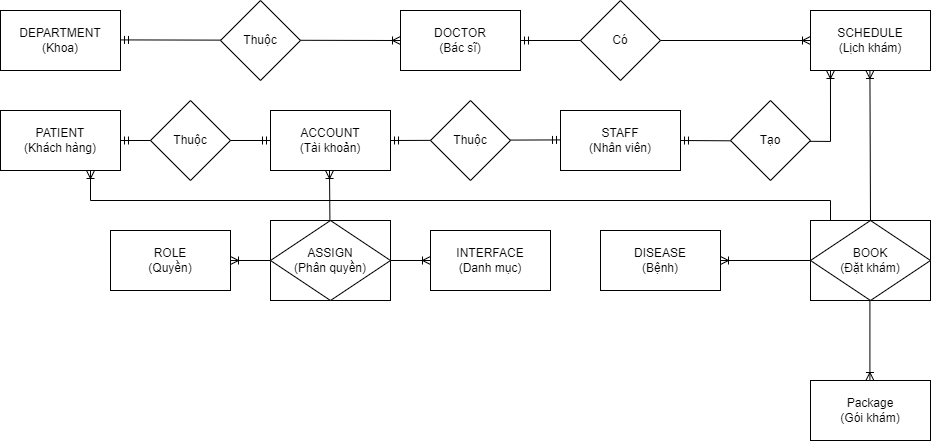 DEPARTMENT
(Khoa)
Thuộc
DOCTOR
(Bác sĩ)
Có
SCHEDULE
(Lịch khám)
PATIENT
(Khách hàng)
Thuộc
ACCOUNT
(Tài khoản)
Thuộc
STAFF
(Nhân viên)
Tạo
ROLE
(Quyền)
ASSIGN
(Phân quyền)
INTERFACE
(Danh mục)
DISEASE
(Bệnh)
BOOK
(Đặt khám)
Package
(Gói khám)